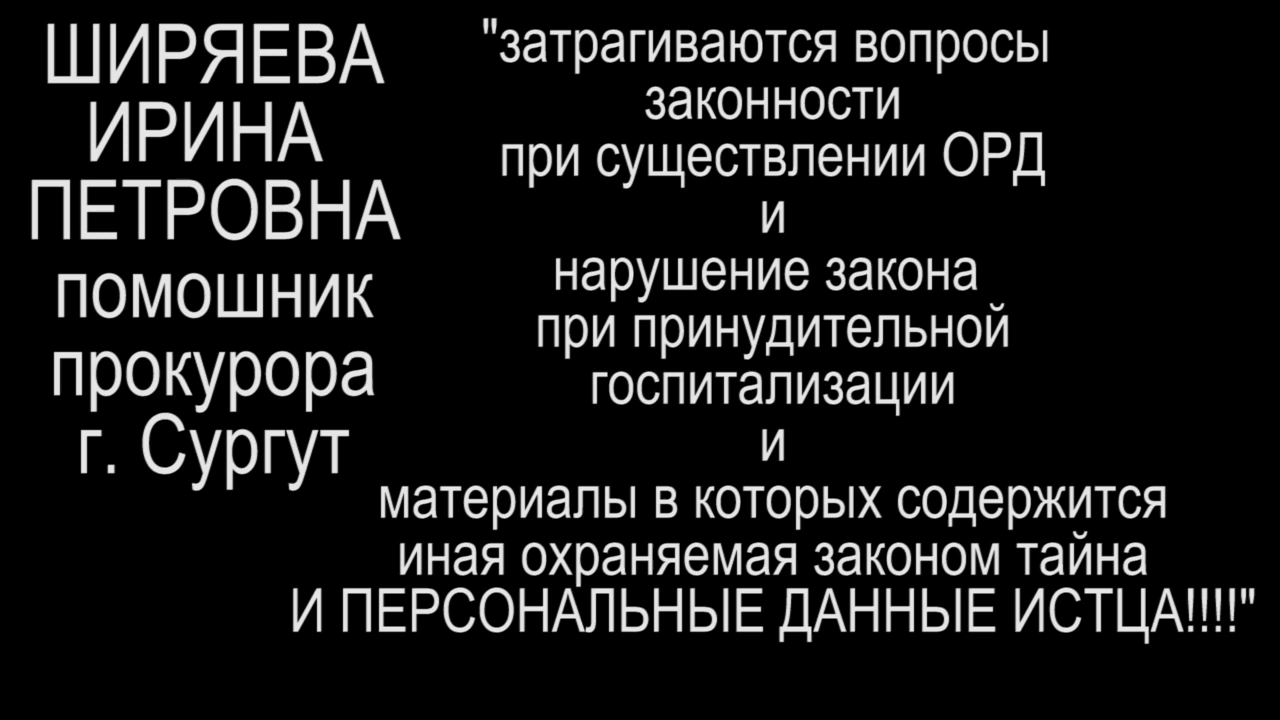 ШИРЯЕВА
ИРИНА
ПЕТРОВНА
помошник
прокурора
г. Сургут
"затрагиваются вопросы
законности
при существлении ОРД
и
нарушение закона
при принудительной
госпитализации
и
материалы в которых содержится
иная охраняемая законом тайна
И ПЕРСОНАЛЬНЫЕ ДАННЫЕ ИСТЦА!!!!"